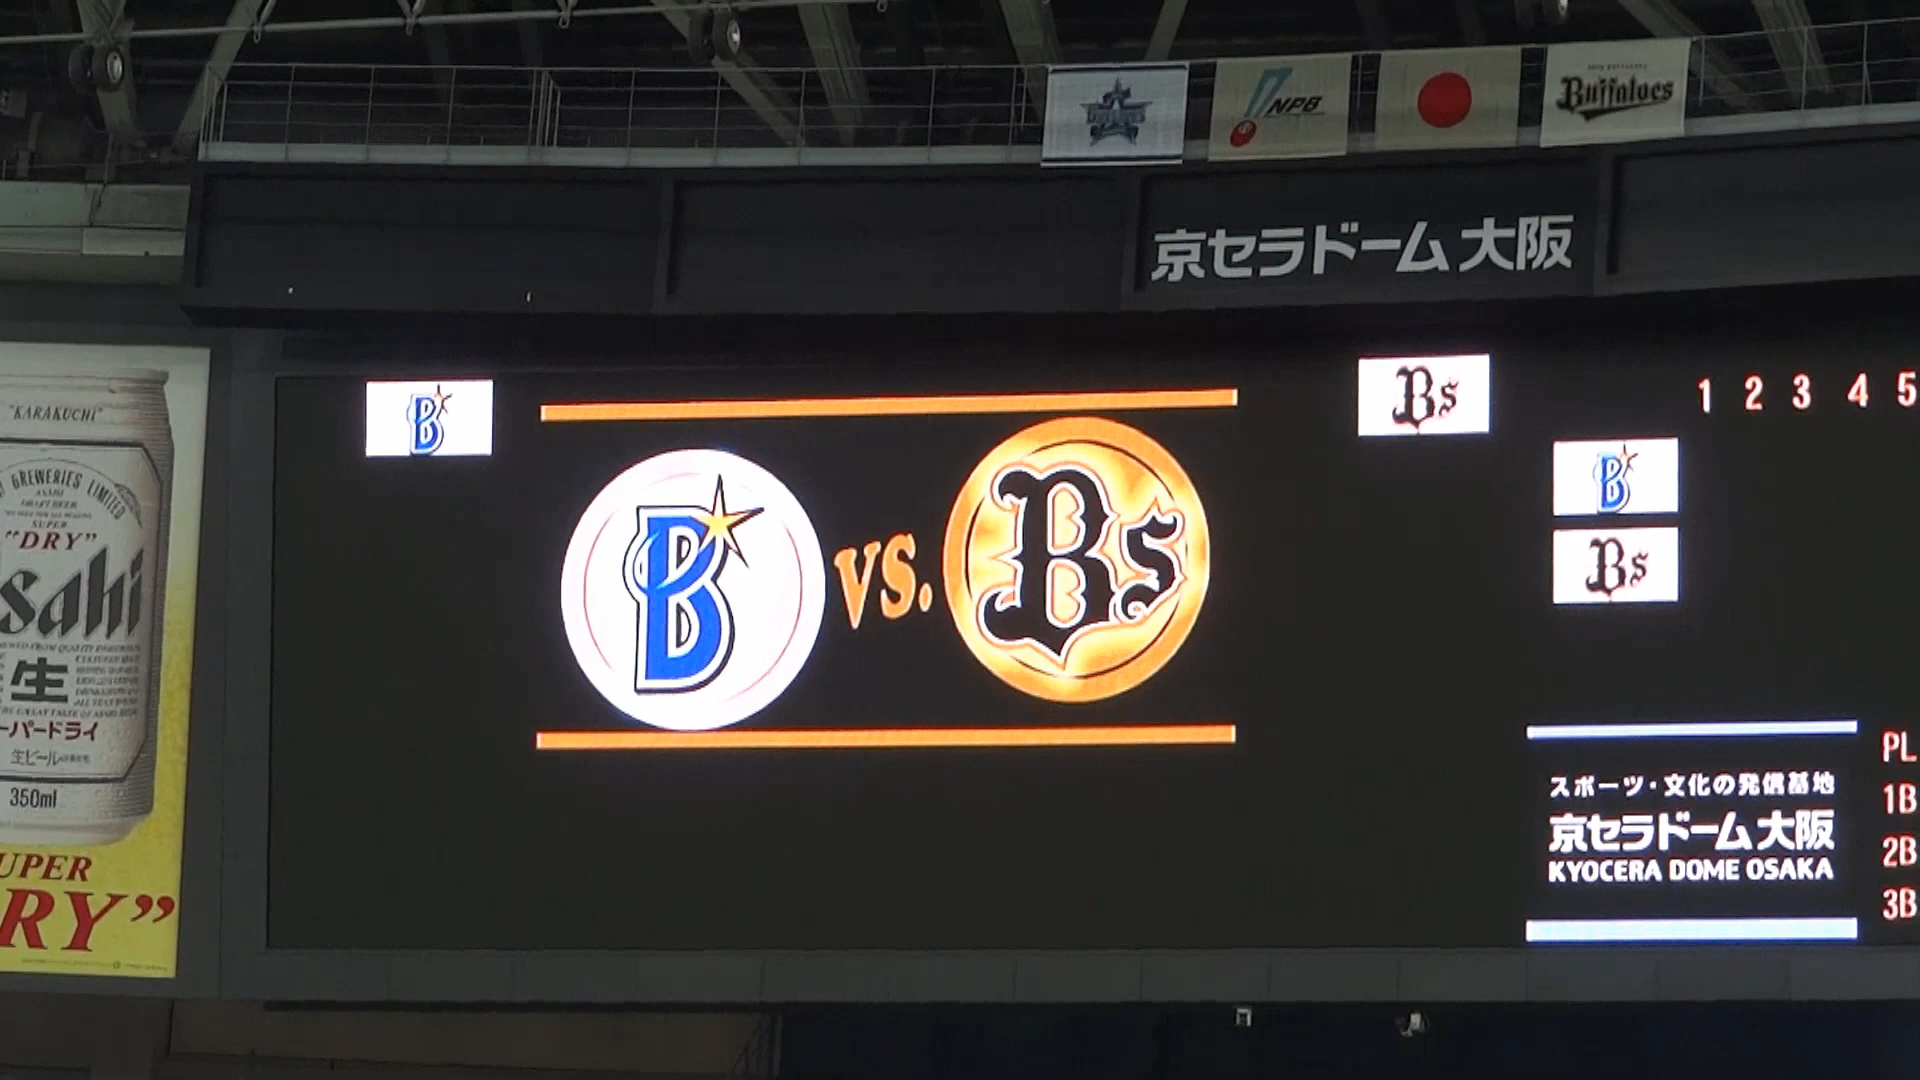 NPB
Buffaloes
京セラドーム大阪
B
Bs
1 2 3 4 5
B
Bs
B
VS.
Bs
"KARAKUCHI"
BREWERIES LIMITED
ASAHI
DRAFT BEER
SUPER
"DRY"
sahi
生
ーパードライ
生ビール
350ml
UPER
RY"
スポーツ・文化の発信基地
京セラドーム大阪
KYOCERA DOME OSAKA
PL
1B
2B
3B